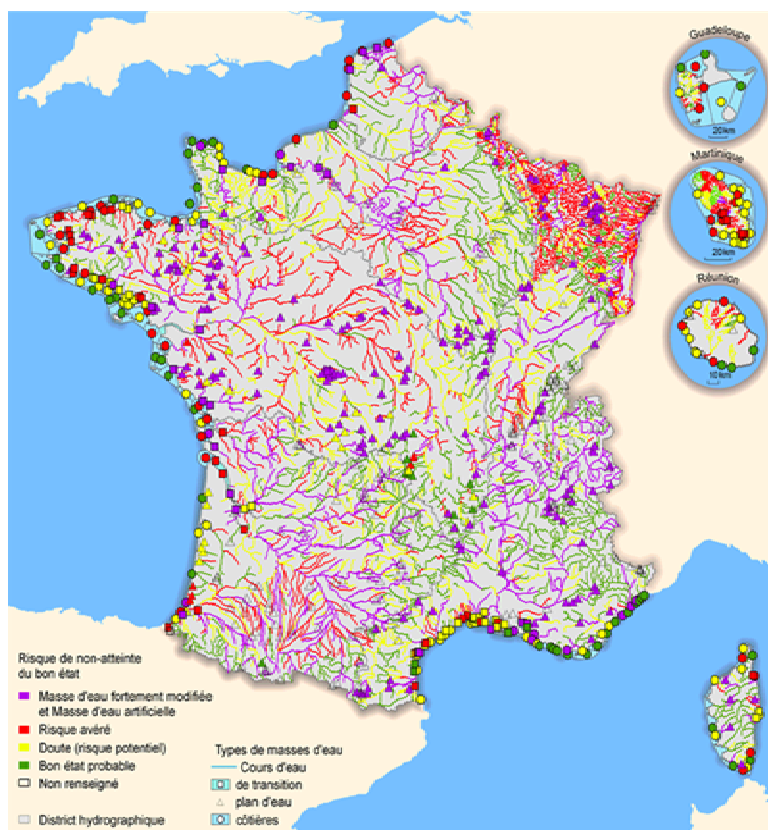 Guadeloupe
20 km
Martinique
20km
Réunion
10 km
Risque de non-atteinte
du bon état
Masse d'eau fortement modifiée
et Masse d'eau artificielle
Risque avéré
Doute (risque potentiel)
Bon état probable
Non renseigné
District hydrographique
Types de masses d'eau
Cours d'eau
de transition
plan d'eau
côtières